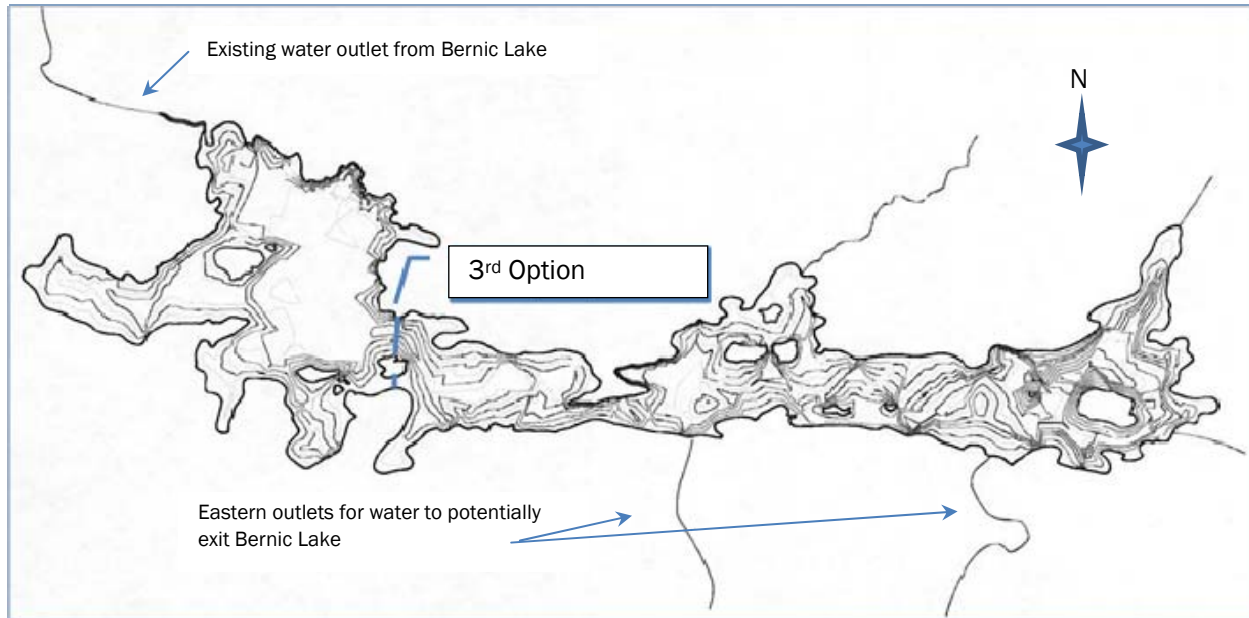 Existing water outlet from Bernic Lake
N
3rd Option
Eastern outlets for water to potentially
exit Bernic Lake